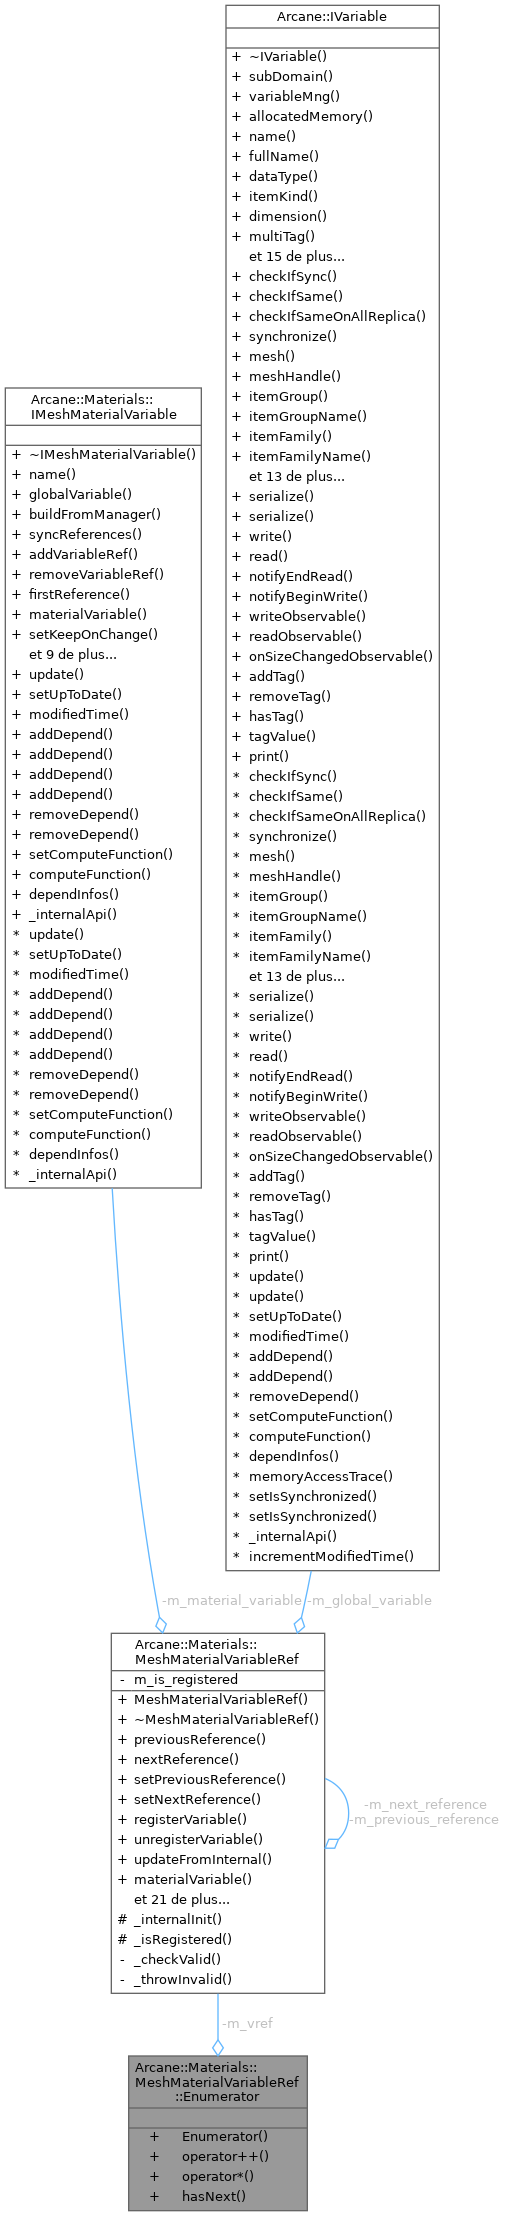 Arcane::IVariable
+ ~IVariable()
+ subDomain()
+ variableMng()
+ allocatedMemory()
+ name()
+ fullName()
+ dataType()
+ itemKind()
+ dimension()
+ multiTag()
et 15 de plus...
+ checkIfSync()
+ checkIfSame()
+ checkIfSameOnAllReplica()
+ synchronize()
+ mesh()
+ meshHandle()
+ itemGroup()
+ itemGroupName()
+ itemFamily()
+ itemFamilyName()
et 13 de plus...
+ serialize()
+ serialize()
+ write()
+ read()
+ notifyEndRead()
+ notifyBeginWrite()
+ writeObservable()
+ readObservable()
+ onSizeChangedObservable()
+ addTag()
+ removeTag()
+ hasTag()
+ tagValue()
+ print()
* checkIfSync()
* checkIfSame()
* checkIfSameOnAllReplica()
* synchronize()
* mesh()
* meshHandle()
* itemGroup()
* itemGroupName()
* itemFamily()
* itemFamilyName()
et 13 de plus...
* serialize()
* serialize()
* write()
* read()
* notifyEndRead()
* notifyBeginWrite()
* writeObservable()
* readObservable()
* onSizeChangedObservable()
* addTag()
* removeTag()
* hasTag()
* tagValue()
* print()
* update()
* update()
* setUpToDate()
* modifiedTime()
* addDepend()
* addDepend()
* removeDepend()
* setComputeFunction()
* computeFunction()
* dependInfos()
* memoryAccessTrace()
* setIsSynchronized()
* setIsSynchronized()
* _internalApi()
* incrementModifiedTime()
Arcane::Materials::
IMeshMaterialVariable
+ ~IMeshMaterialVariable()
+ name()
+ globalVariable()
+ buildFromManager()
+ syncReferences()
+ addVariableRef()
+ removeVariableRef()
+ firstReference()
+ materialVariable()
+ setKeepOnChange()
et 9 de plus...
+ update()
+ setUpToDate()
+ modifiedTime()
+ addDepend()
+ addDepend()
+ addDepend()
+ addDepend()
+ removeDepend()
+ removeDepend()
+ setComputeFunction()
+ computeFunction()
+ dependInfos()
+ _internalApi()
* update()
* setUpToDate()
* modifiedTime()
* addDepend()
* addDepend()
* addDepend()
* addDepend()
* removeDepend()
* removeDepend()
* setComputeFunction()
* computeFunction()
* dependInfos()
* _internalApi()
-m_material_variable
-m_global_variable
Arcane::Materials::
MeshMaterialVariableRef
- m_is_registered
+ MeshMaterialVariableRef()
+ ~MeshMaterialVariableRef()
+ previousReference()
+ nextReference()
+ setPreviousReference()
+ setNextReference()
+ registerVariable()
+ unregisterVariable()
+ updateFromInternal()
+ materialVariable()
et 21 de plus...
# _internalInit()
# _isRegistered()
- _checkValid()
- _throwInvalid()
-m_next_reference
-m_previous_reference
-m_vref
Arcane::Materials::
MeshMaterialVariableRef
::Enumerator
+ Enumerator()
+ operator++()
+ operator*()
+ hasNext()